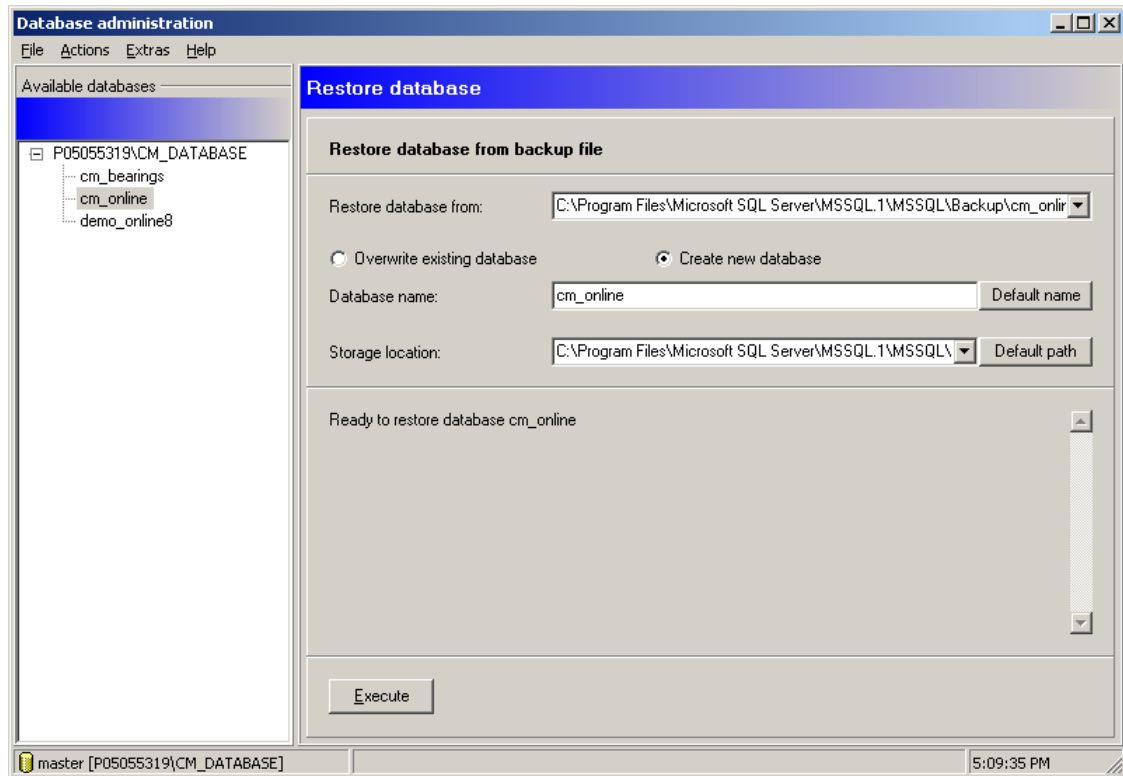 Database administration
File Actions Extras Help
Available databases
P05055319\CM_DATABASE
cm_bearings
cm_online
demo_online8
Restore database
Restore database from backup file
Restore database from: C:\Program Files\Microsoft SQL Server\MSSQL.1\MSSQL\Backup\cm_onlin
Overwrite existing database Create new database
Database name: cm_online Default name
Storage location: C:\Program Files\Microsoft SQL Server\MSSQL.1\MSSQL\ Default path
Ready to restore database cm_online
Execute
master [P05055319\CM_DATABASE] 5:09:35 PM